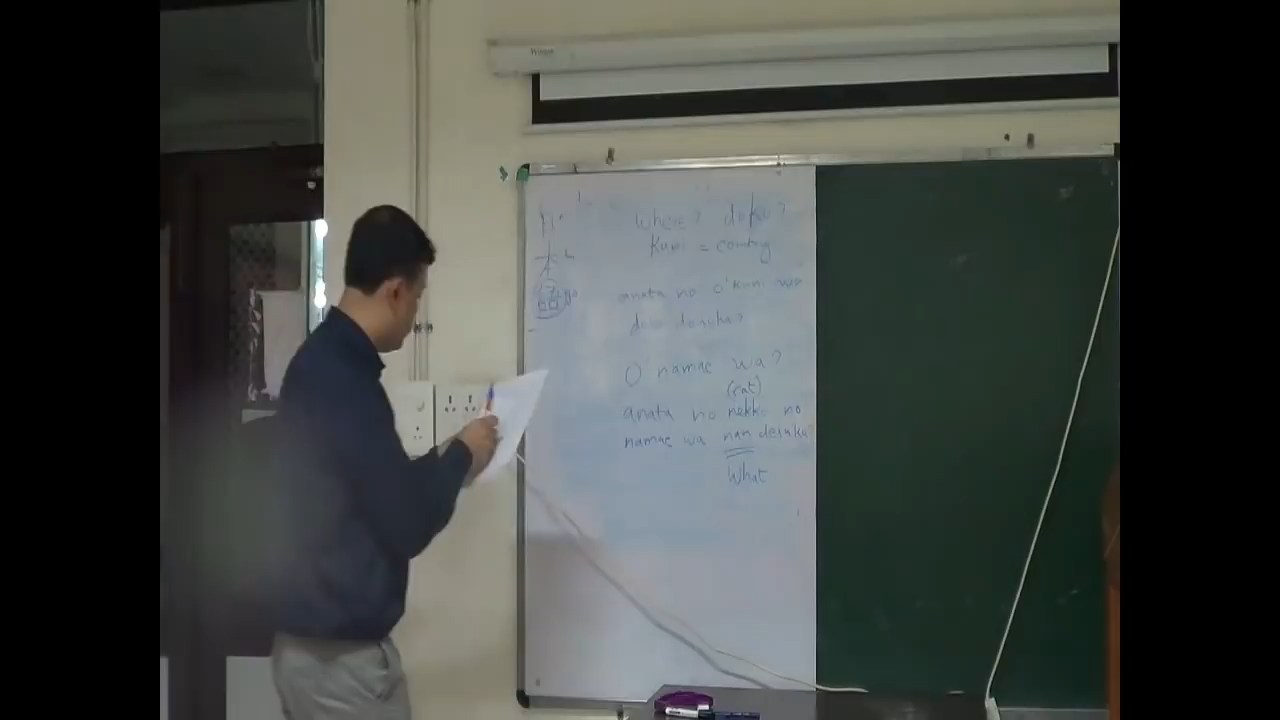 Where? doko?
Kuni = country
anata no o'kuni wa
doko desuka?
O' namae wa?
(cat)
anata no nekko no
namae wa nan desuka?
What